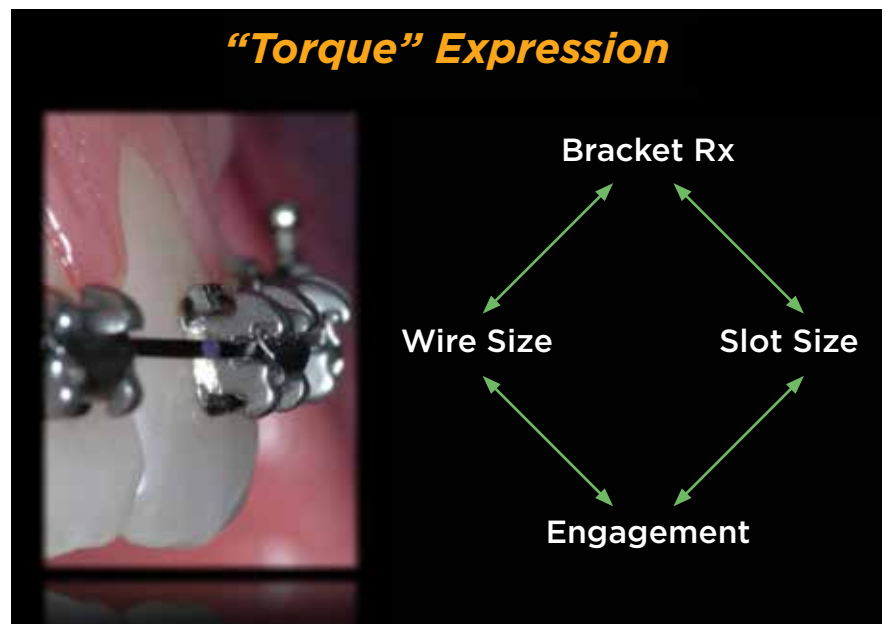 “Torque” Expression
Bracket Rx
Wire Size
Slot Size
Engagement